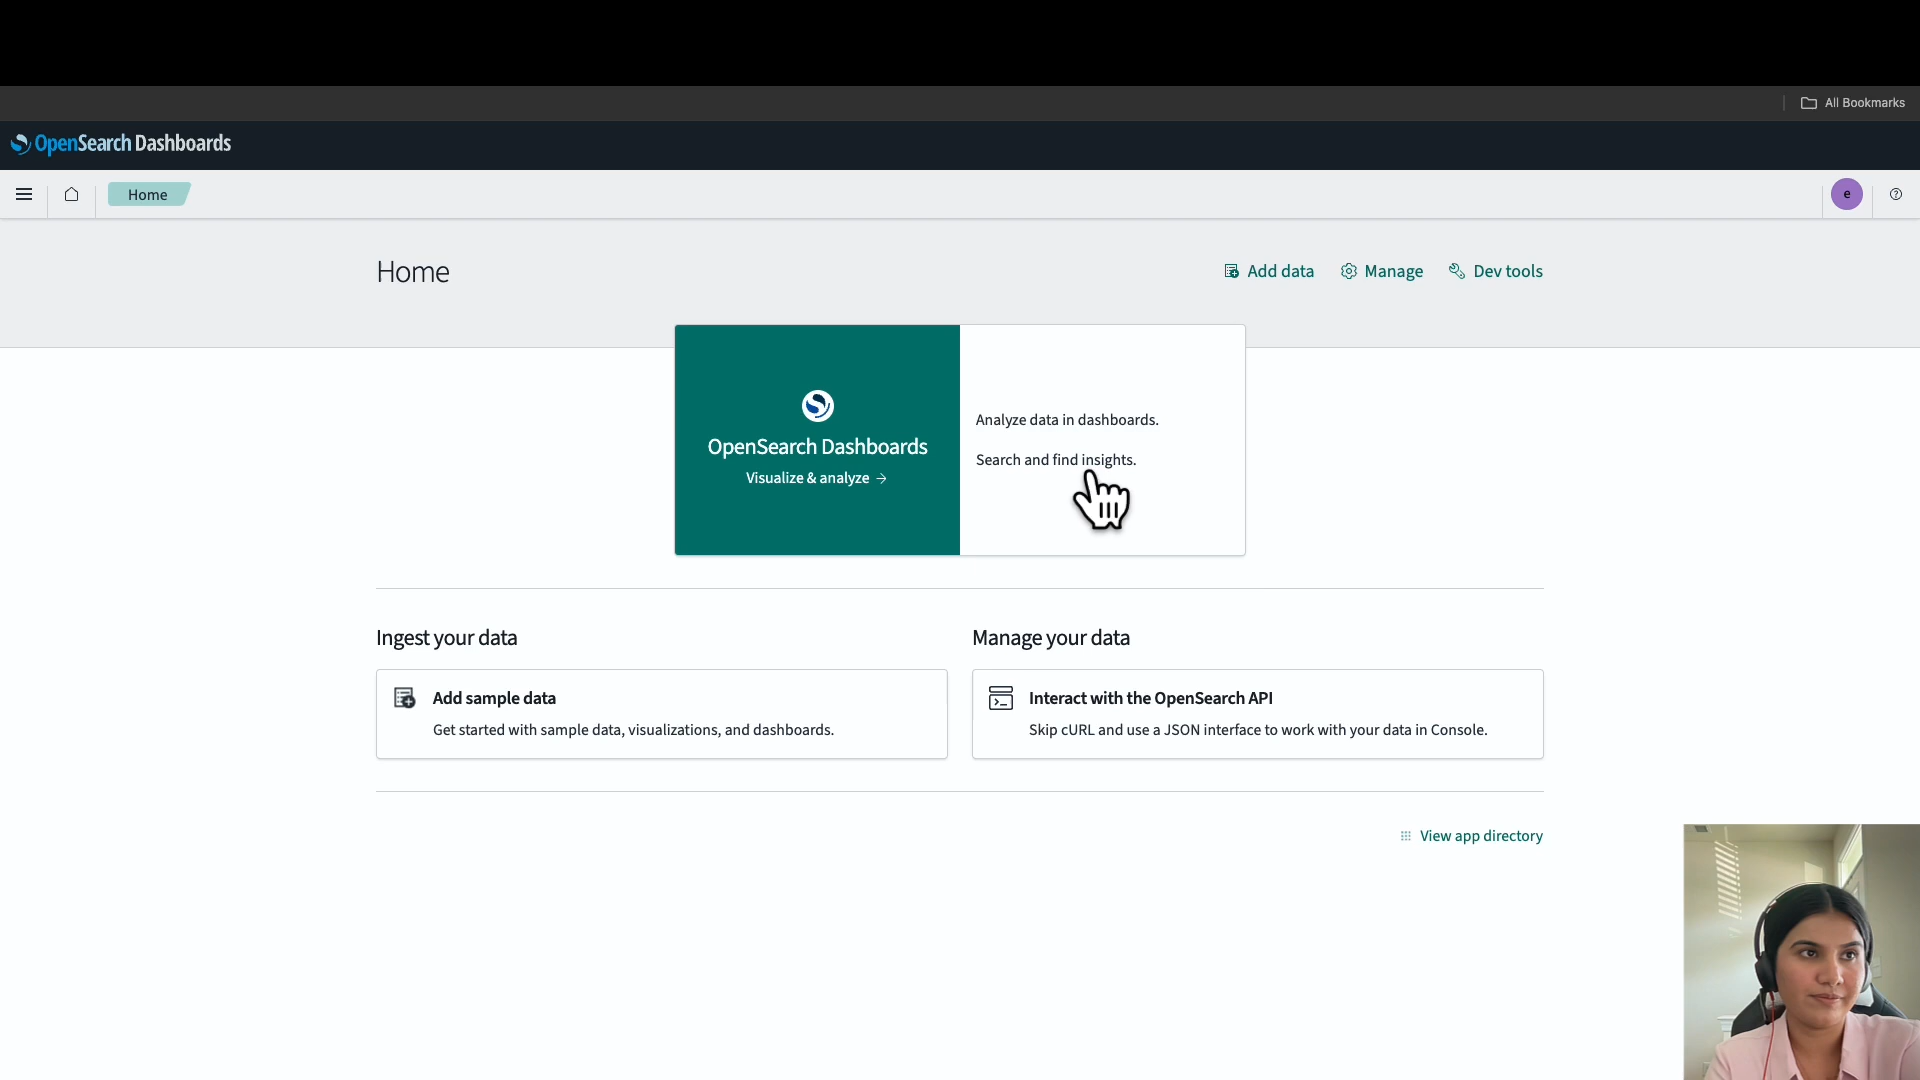 All Bookmarks
OpenSearch Dashboards
Home
e
Home
Add data
Manage
Dev tools
OpenSearch Dashboards
Visualize & analyze →
Analyze data in dashboards.
Search and find insights.
Ingest your data
Add sample data
Get started with sample data, visualizations, and dashboards.
Manage your data
Interact with the OpenSearch API
Skip cURL and use a JSON interface to work with your data in Console.
View app directory